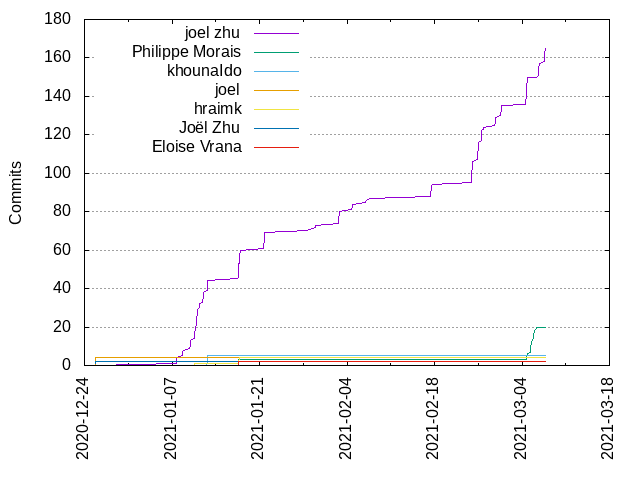 180
160
140
120
100
80
60
40
20
0
Commits
joel zhu
Philippe Morais
khounaldo
joel
hraimk
Joël Zhu
Eloise Vrana
2020-12-24
2021-01-07
2021-01-21
2021-02-04
2021-02-18
2021-03-04
2021-03-18